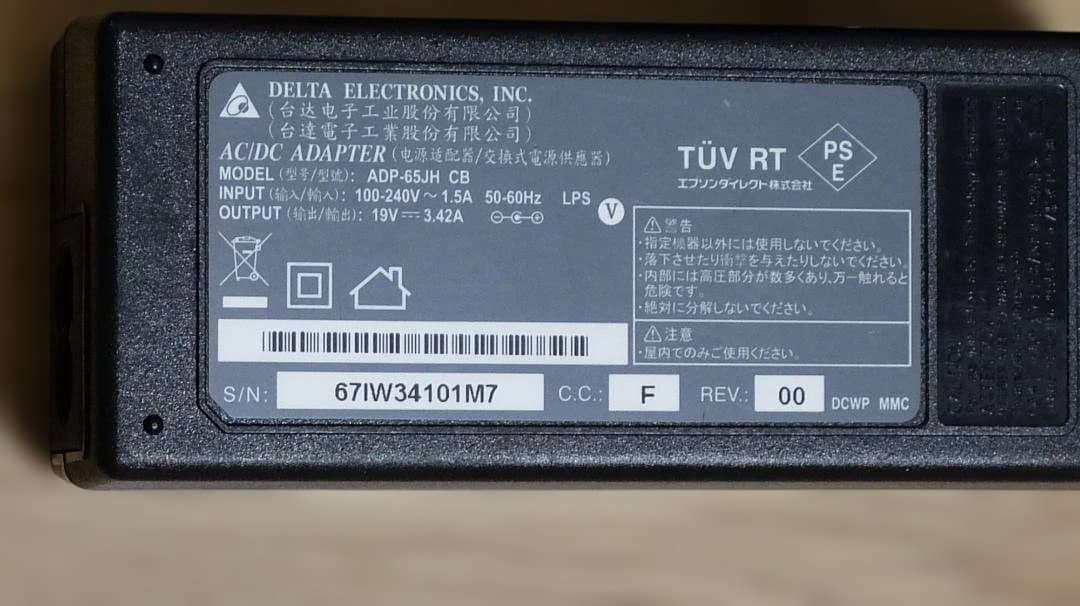 DELTA ELECTRONICS, INC.
(台达电子工业股份有限公司)
(台達電子工業股份有限公司)
AC/DC ADAPTER (电源适配器/交換式電源供應器)
MODEL (型号/型號): ADP-65JH CB
INPUT (输入/輸入): 100-240V~1.5A 50-60Hz LPS
V
OUTPUT (输出/輸出): 19V⎓3.42A
TÜV RT
PS
E
エプソンダイレクト株式会社
⚠警告
・指定機器以外には使用しないでください。
・落下させたり衝撃を与えたりしないでください。
・内部には高圧部分が数多くあり、万一触れると
危険です。
・絶対に分解しないでください。
⚠注意
・屋内でのみご使用ください。
S/N: 67IW34101M7 C.C.: F REV.: 00 DCWP MMC